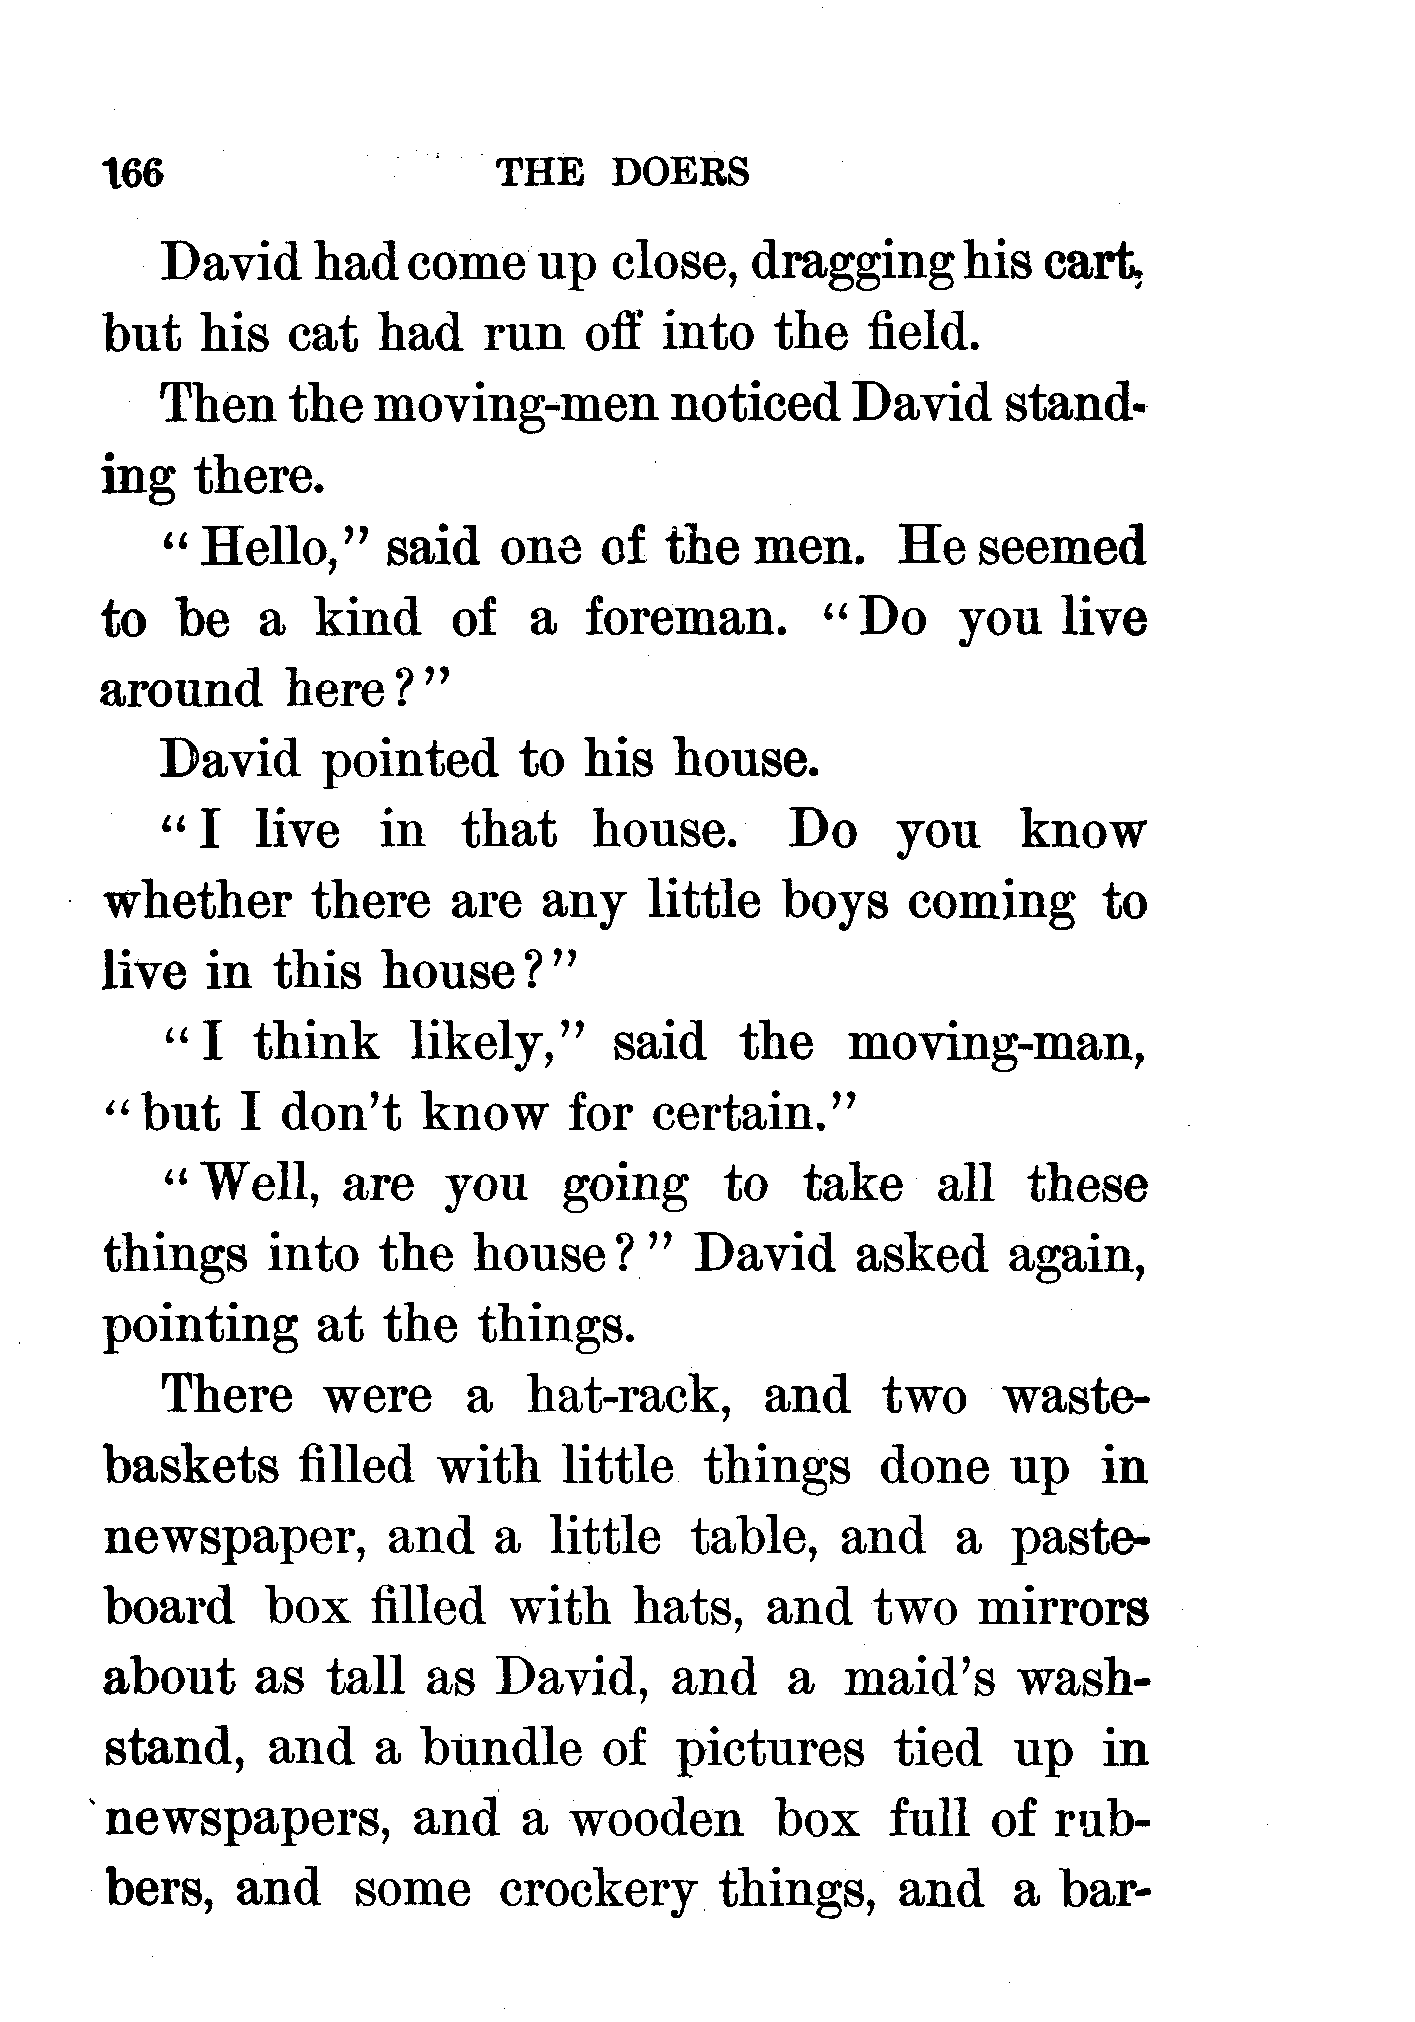 166 THE DOERS
David had come up close, dragging his cart,
but his cat had run off into the field.
Then the moving-men noticed David stand-
ing there.
"Hello," said one of the men. He seemed
to be a kind of a foreman. "Do you live
around here?"
David pointed to his house.
"I live in that house. Do you know
whether there are any little boys coming to
live in this house?"
"I think likely," said the moving-man,
"but I don't know for certain."
"Well, are you going to take all these
things into the house?" David asked again,
pointing at the things.
There were a hat-rack, and two waste-
baskets filled with little things done up in
newspaper, and a little table, and a paste-
board box filled with hats, and two mirrors
about as tall as David, and a maid's wash-
stand, and a bundle of pictures tied up in
newspapers, and a wooden box full of rub-
bers, and some crockery things, and a bar-